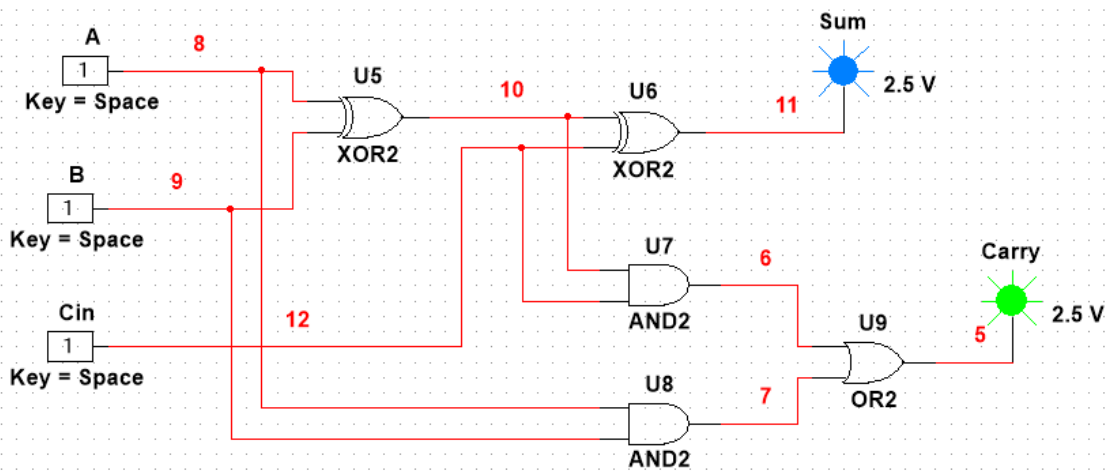 Sum
2.5 V
A
8
1
Key = Space
U5
XOR2
10
U6
XOR2
11
B
9
1
Key = Space
U7
AND2
6
Carry
2.5 V
5
Cin
12
1
Key = Space
U9
OR2
U8
AND2
7